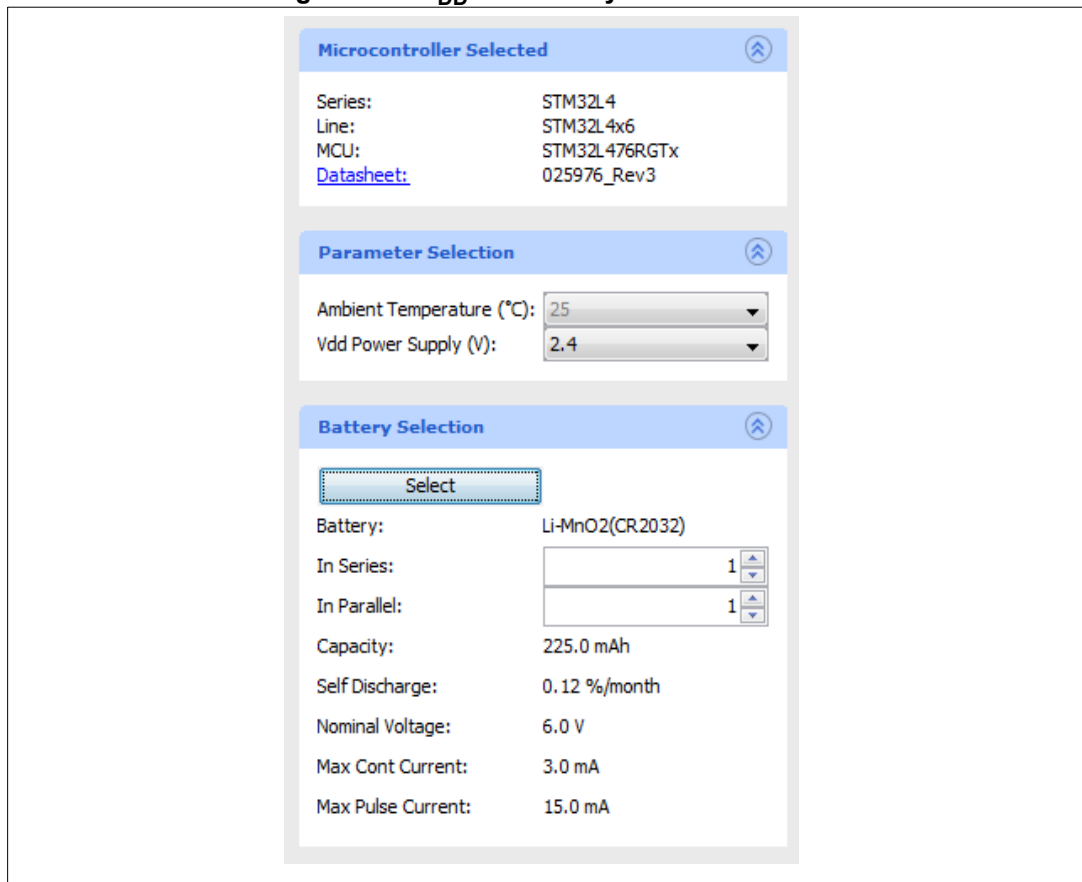 DD
Microcontroller Selected
Series: STM32L4
Line: STM32L4x6
MCU: STM32L476RGTx
Datasheet: 025976_Rev3
Parameter Selection
Ambient Temperature (°C): 25
Vdd Power Supply (V): 2.4
Battery Selection
Select
Battery: Li-MnO2(CR2032)
In Series: 1
In Parallel: 1
Capacity: 225.0 mAh
Self Discharge: 0.12 %/month
Nominal Voltage: 6.0 V
Max Cont Current: 3.0 mA
Max Pulse Current: 15.0 mA